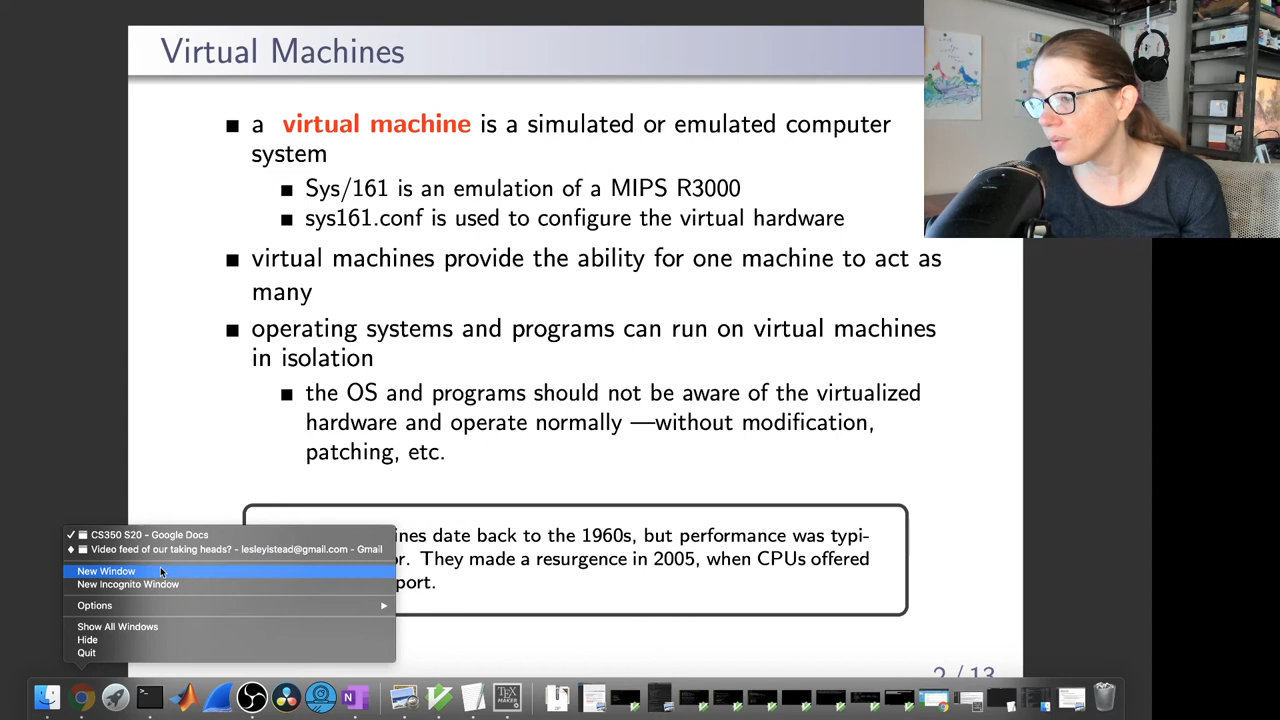 Virtual Machines
■ a virtual machine is a simulated or emulated computer
system
■ Sys/161 is an emulation of a MIPS R3000
■ sys161.conf is used to configure the virtual hardware
■ virtual machines provide the ability for one machine to act as
many
■ operating systems and programs can run on virtual machines
in isolation
■ the OS and programs should not be aware of the virtualized
hardware and operate normally —without modification,
patching, etc.
ines date back to the 1960s, but performance was typi-
or. They made a resurgence in 2005, when CPUs offered
port.
✓ CS350 S20 - Google Docs
♦ Video feed of our taking heads? - lesleyistead@gmail.com - Gmail
New Window
New Incognito Window
Options
Show All Windows
Hide
Quit
2 / 13
TEX
MAKER